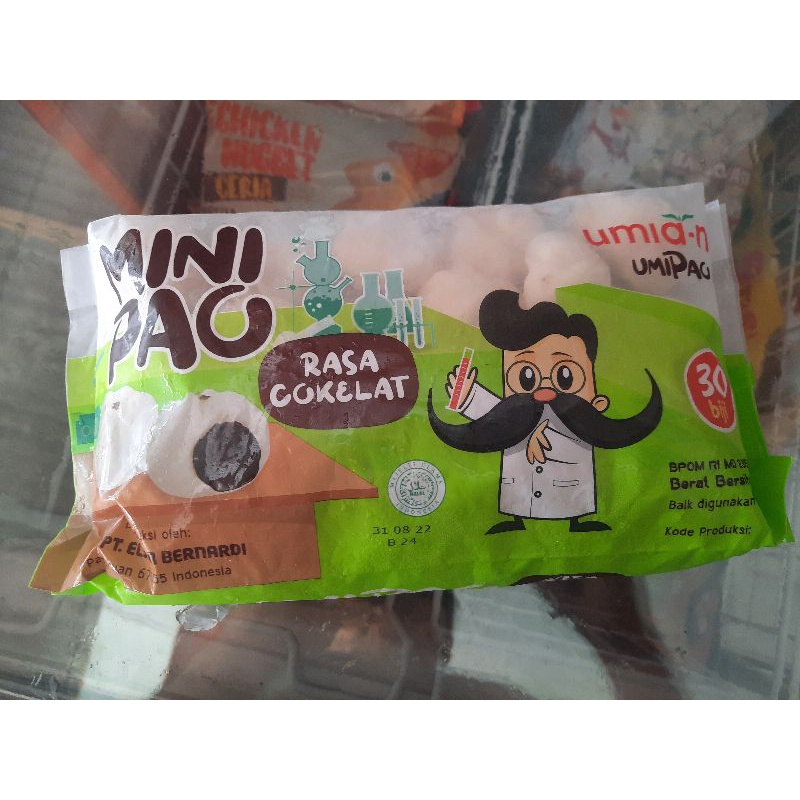 CHICKEN
NUGGET
CERIA
MINI
PAO
umia-n
UMIPAO
RASA
COKELAT
30
biji
BPOM RI MD
Berat Bersih
Baik digunakan
Kode Produksi:
31 08 22
B 24
oleh:
PT. BERNARDI
Indonesia